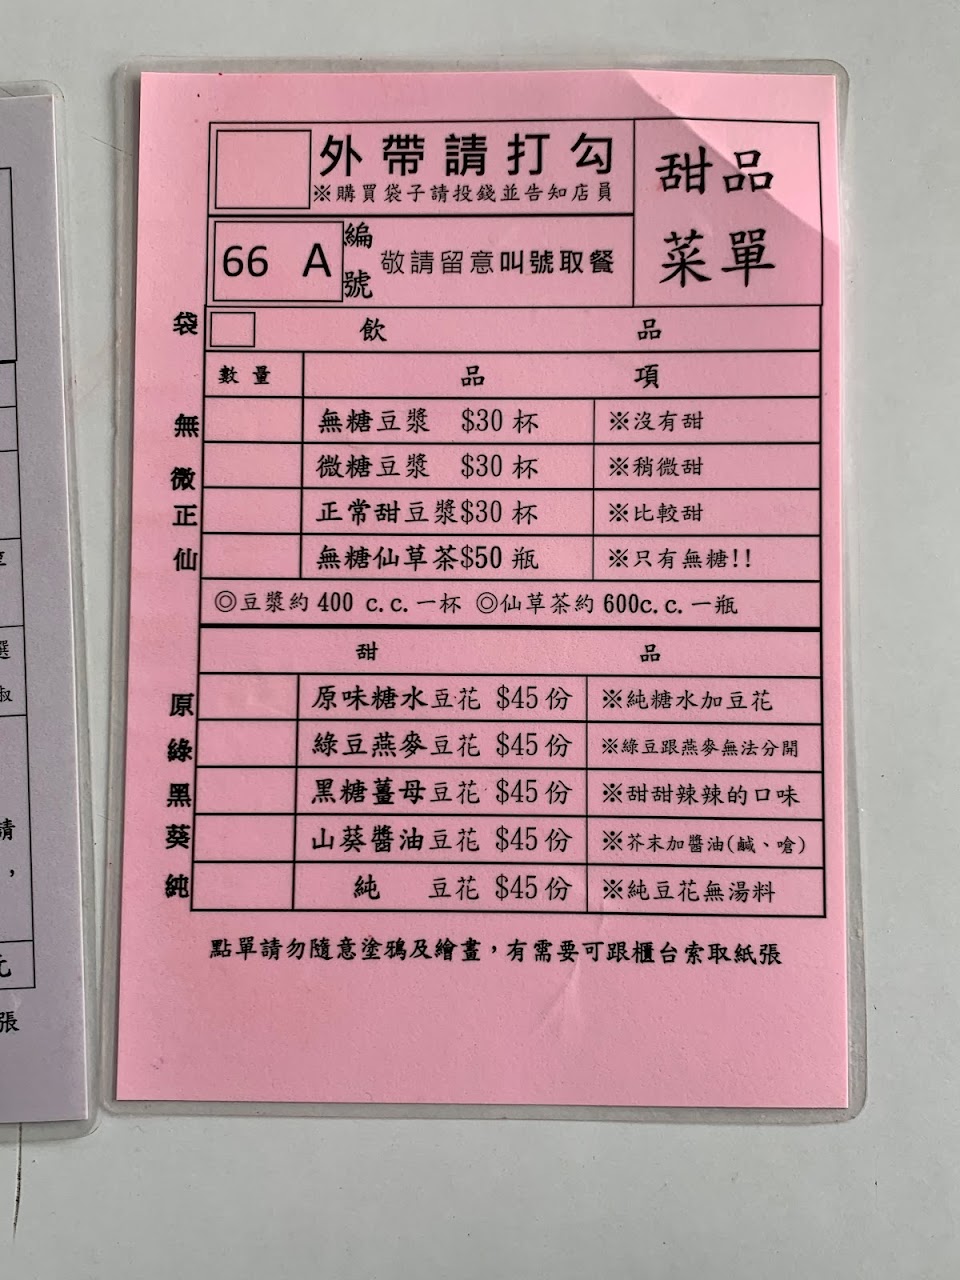 外帶請打勾
※購買袋子請投錢並告知店員
甜品
菜單
66 A 編號 敬請留意叫號取餐
袋 飲 品
數量 品 項
無 無糖豆漿 $30 杯 ※沒有甜
微 微糖豆漿 $30 杯 ※稍微甜
正 正常甜豆漿$30 杯 ※比較甜
仙 無糖仙草茶$50 瓶 ※只有無糖!!
◎豆漿約 400 c.c.一杯 ◎仙草茶約 600c.c.一瓶
甜 品
原 原味糖水豆花 $45 份 ※純糖水加豆花
綠 綠豆燕麥豆花 $45 份 ※綠豆跟燕麥無法分開
黑 黑糖薑母豆花 $45 份 ※甜甜辣辣的口味
葵 山葵醬油豆花 $45 份 ※芥末加醬油(鹹、嗆)
純 純 豆花 $45 份 ※純豆花無湯料
點單請勿隨意塗鴉及繪畫，有需要可跟櫃台索取紙張
選
椒
請
，
元
張